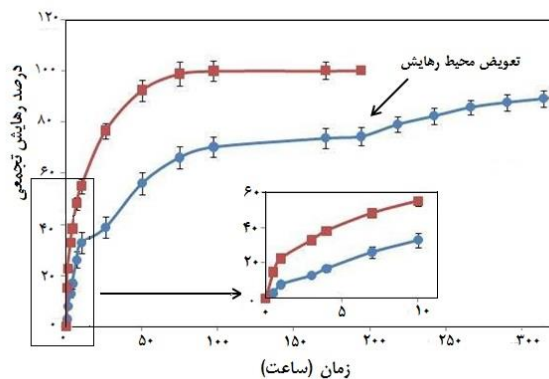 ۱۲۰
۱۰۰
۸۰
۶۰
۴۰
۲۰
۰
درصد رهایش تجمعی
تعویض محیط رهایش
۶۰
۴۰
۲۰
۰
۰ ۵ ۱۰
۰ ۵۰ ۱۰۰ ۱۵۰ ۲۰۰ ۲۵۰ ۳۰۰
زمان (ساعت)